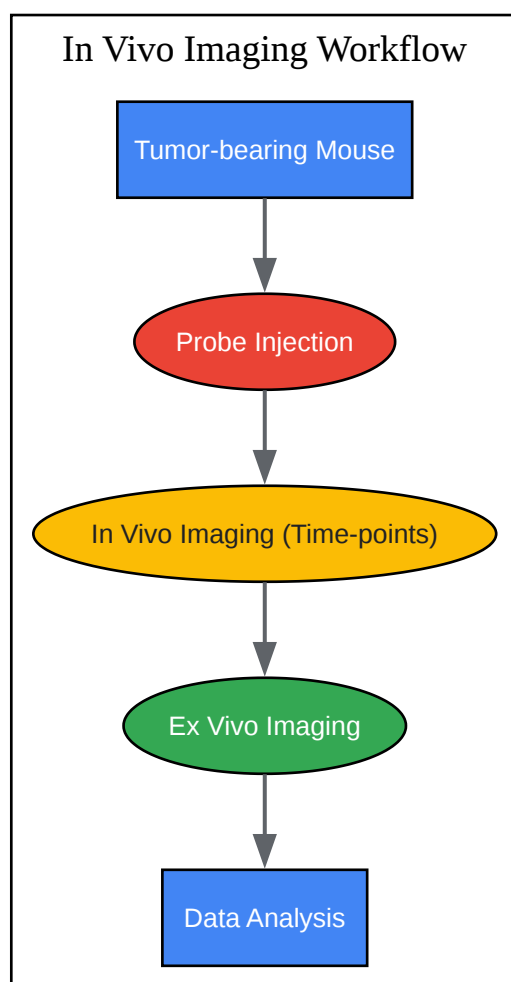 In Vivo Imaging Workflow
Tumor-bearing Mouse
Probe Injection
In Vivo Imaging (Time-points)
Ex Vivo Imaging
Data Analysis